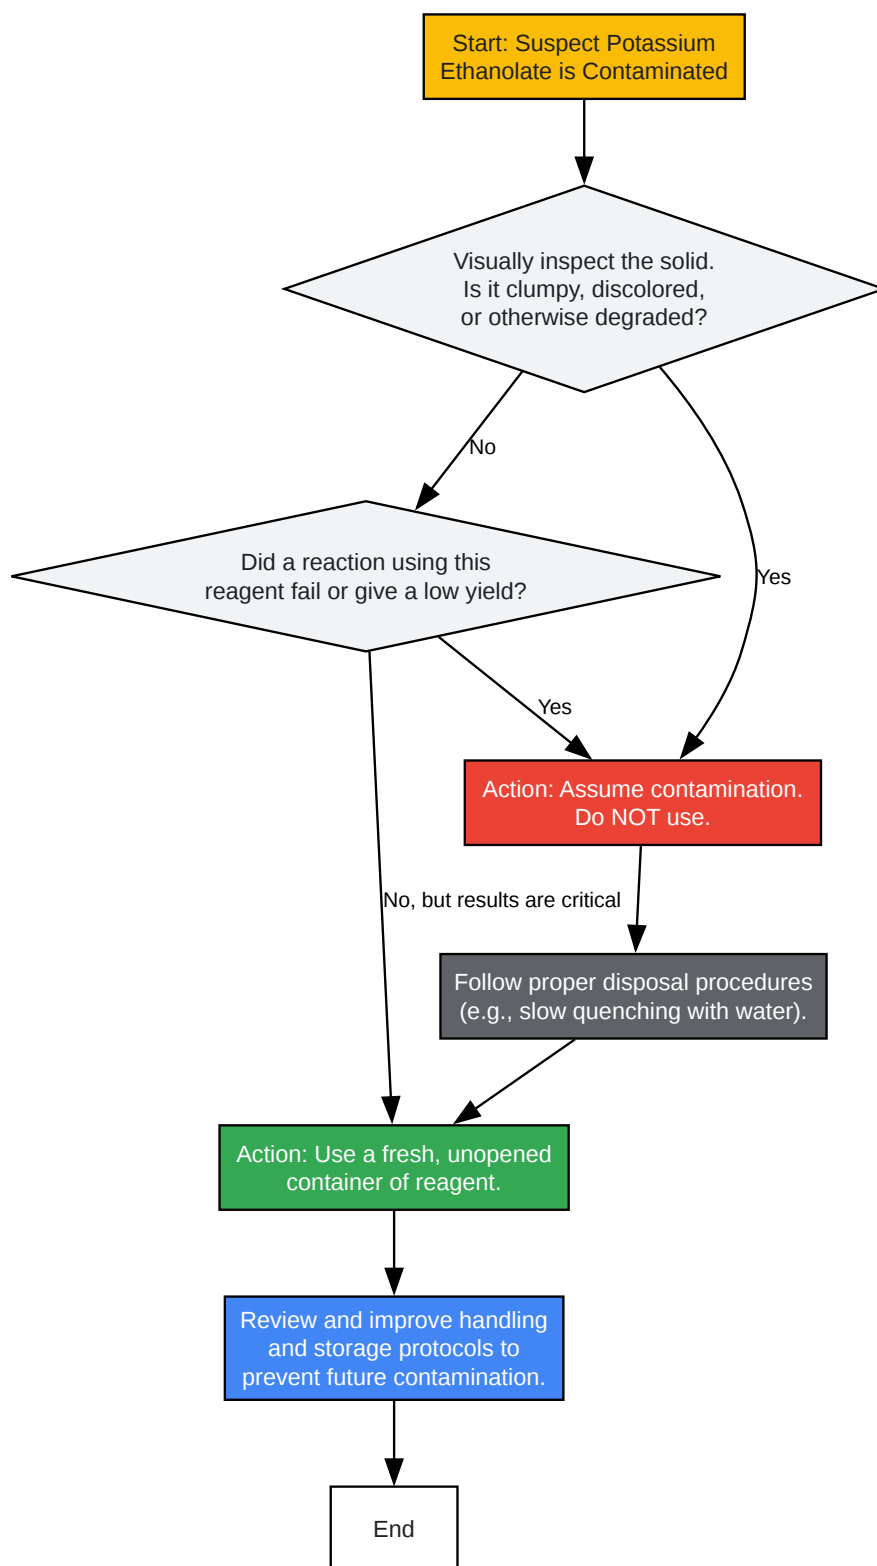 Start: Suspect Potassium
Ethanolate is Contaminated
Visually inspect the solid.
Is it clumpy, discolored,
or otherwise degraded?
No
Did a reaction using this
reagent fail or give a low yield?
Yes
Yes
Action: Assume contamination.
Do NOT use.
No, but results are critical
Follow proper disposal procedures
(e.g., slow quenching with water).
Action: Use a fresh, unopened
container of reagent.
Review and improve handling
and storage protocols to
prevent future contamination.
End